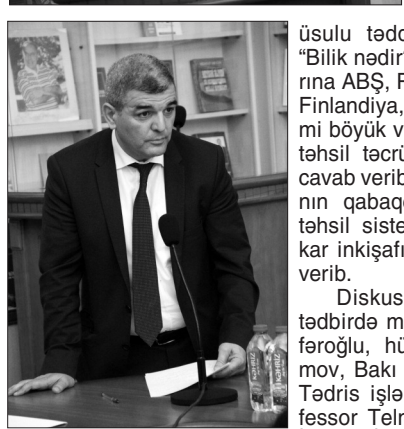 üsulu tədd
“Bilik nədir
rına ABŞ, F
Finlandiya,
mi böyük v
təhsil təcrü
cavab verib
nın qabaqc
təhsil siste
kar inkişafı
verib.
Diskus
tədbirdə m
fəroğlu, hü
mov, Bakı
Tədris işlə
fessor Telm